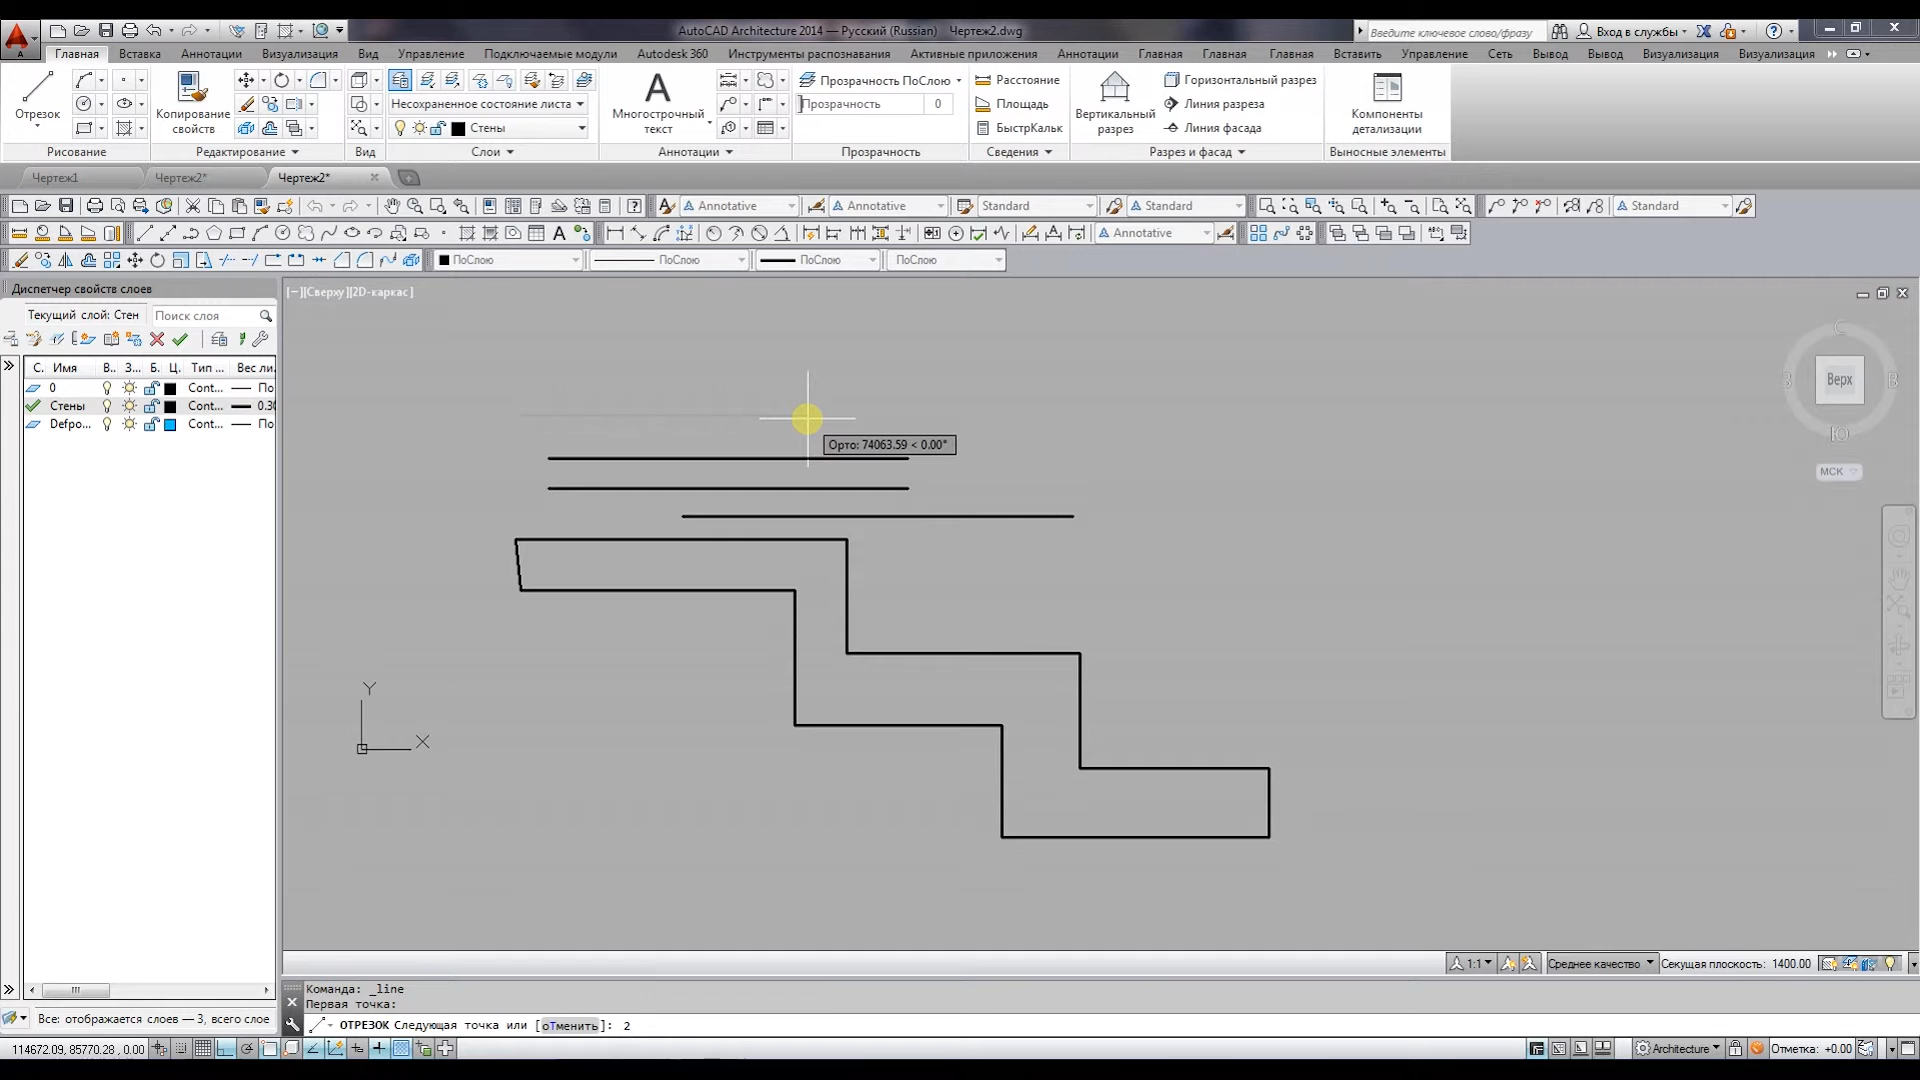 AutoCAD Architecture 2014 — Русский (Russian) Чертеж2.dwg
Введите ключевое слово/фразу
Вход в службы
Главная Вставка Аннотации Визуализация Вид Управление Подключаемые модули Autodesk 360 Инструменты распознавания Активные приложения Аннотации Главная Главная Главная Вставить Управление Сеть Вывод Вывод Визуализация Визуализация
Отрезок
Рисование
Копирование свойств
Редактирование
Вид
Несохраненное состояние листа
Стены
Слои
A
Многострочный текст
Аннотации
Прозрачность ПоСлою
Прозрачность 0
Прозрачность
Расстояние
Площадь
БыстрКальк
Сведения
Вертикальный разрез
Горизонтальный разрез
Линия разреза
Линия фасада
Разрез и фасад
Компоненты детализации
Выносные элементы
Чертеж1 Чертеж2* Чертеж2*
Annotative Annotative Standard Standard Standard
Annotative
ПоСлою ПоСлою ПоСлою ПоСлою
Диспетчер свойств слоев
Текущий слой: Стен
Поиск слоя
С. Имя В.. З... Б. Ц. Тип ... Вес ли.
0 Cont... — По
Стены Cont... — 0.30
Defpo... Cont... — По
Все: отображается слоев — 3, всего слое
[−][Сверху][2D-каркас]
Орто: 74063.59 < 0.00°
Y
X
С
З
Верх
В
Ю
МСК
1:1
Среднее качество
Секущая плоскость: 1400.00
Команда: _line
Первая точка:
ОТРЕЗОК Следующая точка или [оТменить]: 2
114672.09, 85770.28 , 0.00
Architecture
Отметка: +0.00